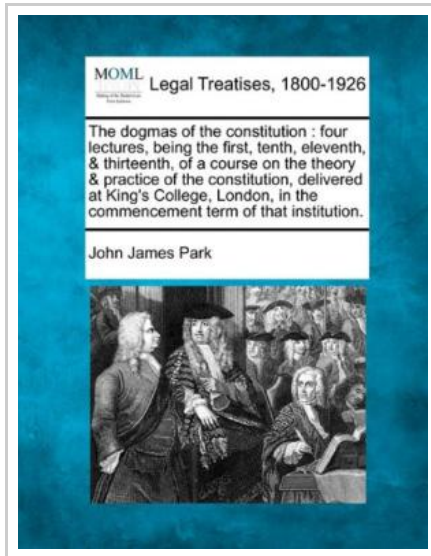 MOML
Legal Treatises, 1800-1926
The dogmas of the constitution : four
lectures, being the first, tenth, eleventh,
& thirteenth, of a course on the theory
& practice of the constitution, delivered
at King's College, London, in the
commencement term of that institution.
John James Park